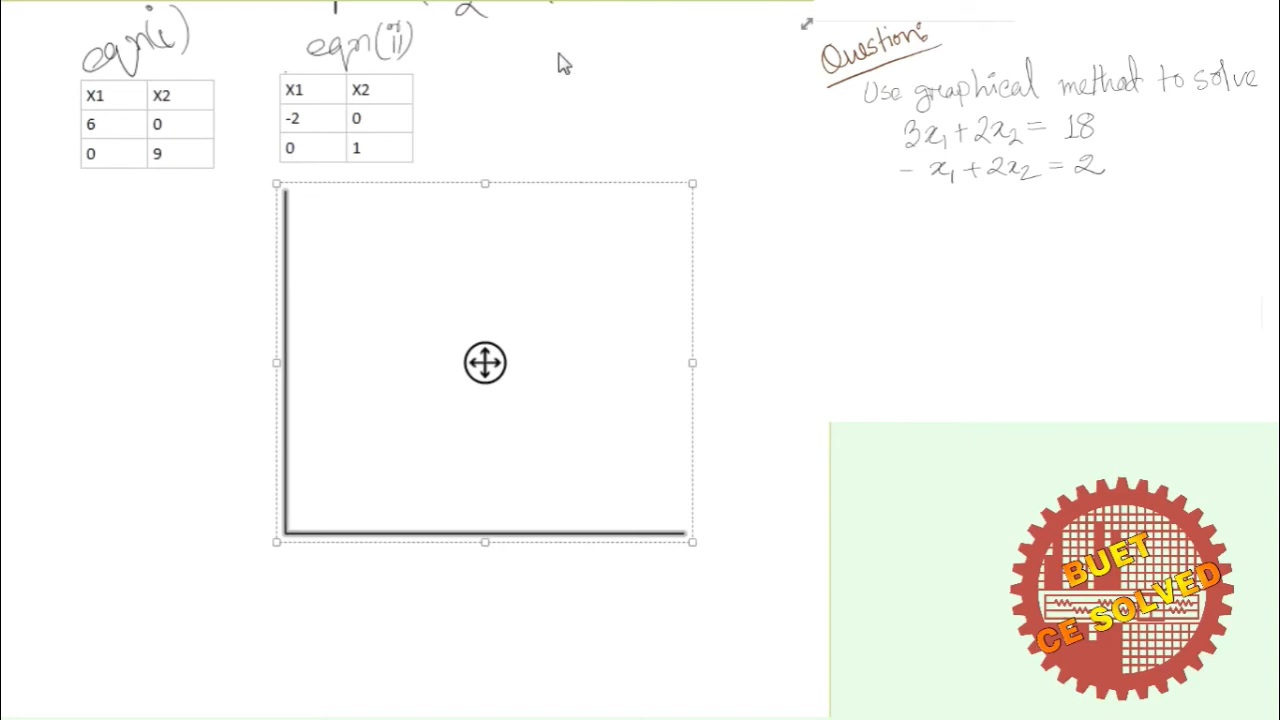 eqn(i)
X1 X2
6 0
0 9
eqn(ii)
X1 X2
-2 0
0 1
Question:
Use graphical method to solve
3x₁ + 2x₂ = 18
- x₁ + 2x₂ = 2
BUET
CE SOLVED